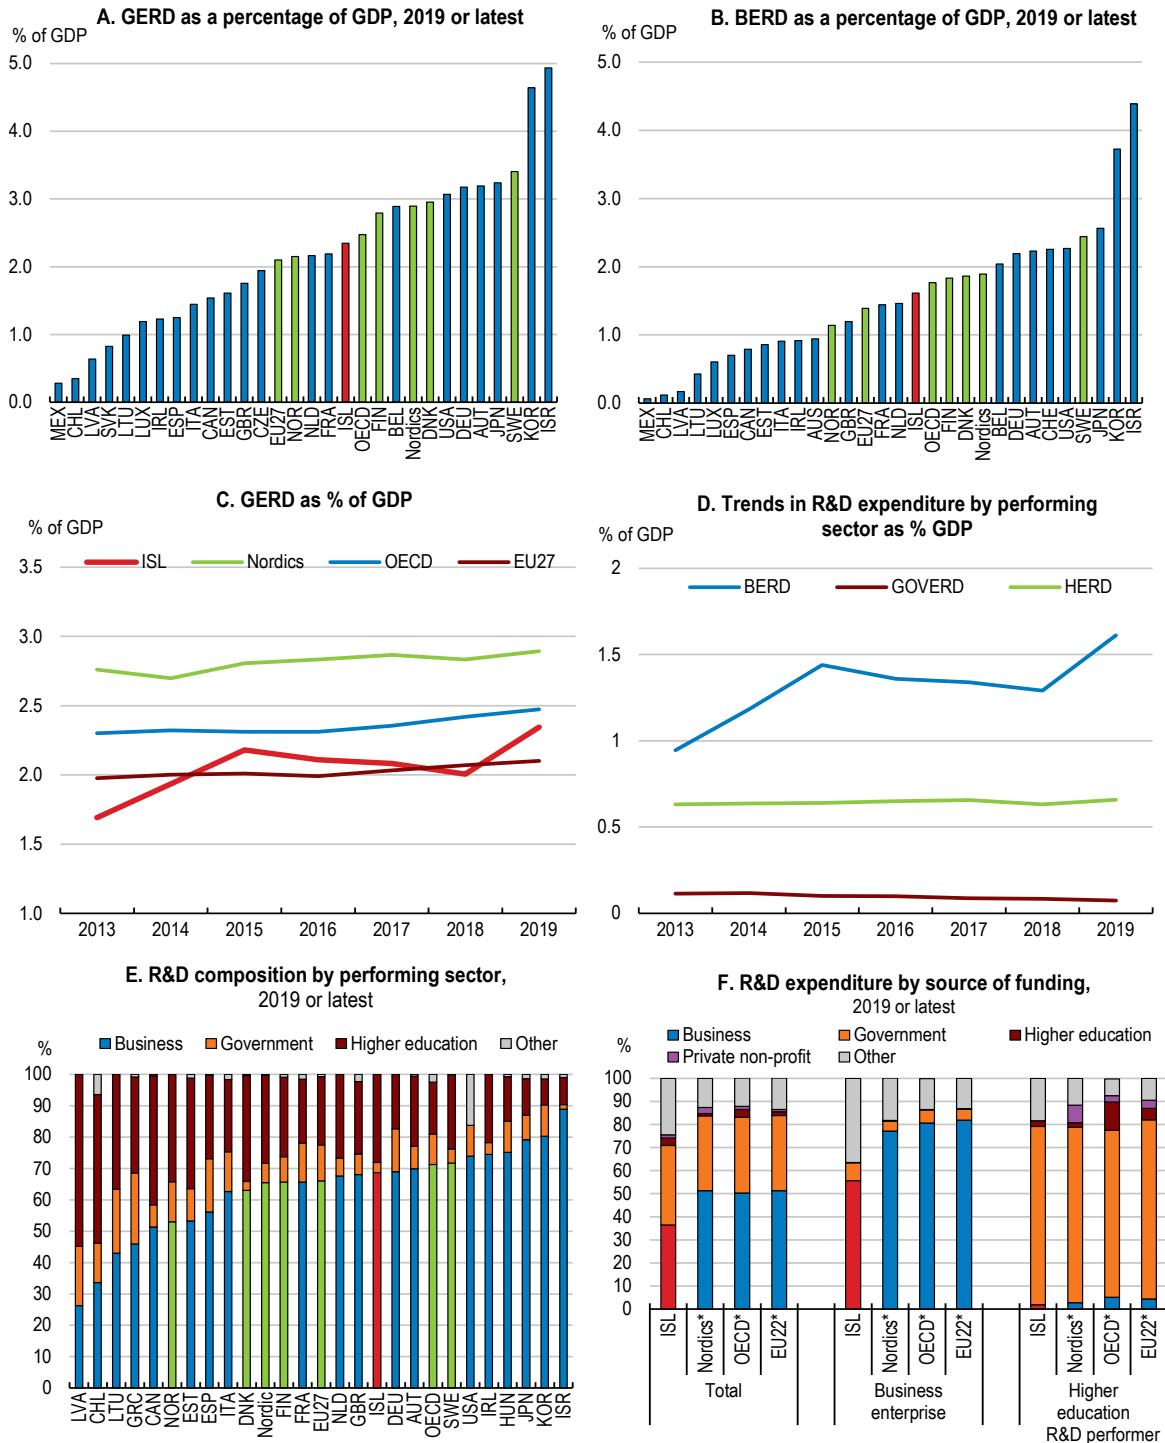 A. GERD as a percentage of GDP, 2019 or latest
% of GDP
5.0
4.0
3.0
2.0
1.0
0.0
MEX CHL LVA SVK LTU LUX IRL ESP ITA CAN EST GBR CZE EU27 NOR NLD FRA ISL OECD FIN BEL Nordics DNK USA DEU AUT JPN SWE KOR ISR
B. BERD as a percentage of GDP, 2019 or latest
% of GDP
5.0
4.0
3.0
2.0
1.0
0.0
MEX CHL LVA LTU LUX ESP CAN EST ITA IRL AUS NOR GBR EU27 FRA NLD ISL OECD FIN DNK Nordics BEL DEU AUT CHE USA SWE JPN KOR ISR
C. GERD as % of GDP
% of GDP
ISL Nordics OECD EU27
3.5
3.0
2.5
2.0
1.5
1.0
2013 2014 2015 2016 2017 2018 2019
D. Trends in R&D expenditure by performing
sector as % GDP
% of GDP
BERD GOVERD HERD
2
1.5
1
0.5
0
2013 2014 2015 2016 2017 2018 2019
E. R&D composition by performing sector,
2019 or latest
%
Business Government Higher education Other
100
90
80
70
60
50
40
30
20
10
0
LVA CHL LTU GRC CAN NOR EST ESP ITA DNK Nordic FIN FRA EU27 NLD GBR ISL DEU AUT OECD SWE USA IRL HUN JPN KOR ISR
F. R&D expenditure by source of funding,
2019 or latest
Business Government Higher education
Private non-profit Other
%
100
90
80
70
60
50
40
30
20
10
0
ISL Nordics* OECD* EU22* ISL Nordics* OECD* EU22* ISL Nordics* OECD* EU22*
Total
Business
enterprise
Higher
education
R&D performer